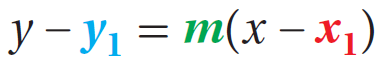 y − y₁ = m(x − x₁)